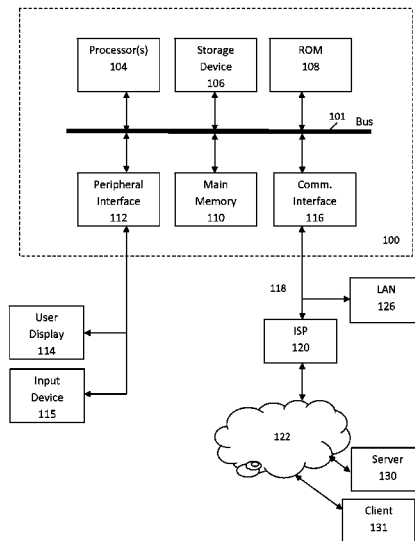 Processor(s)
104
Storage
Device
106
ROM
108
101
Bus
Peripheral
Interface
112
Main
Memory
110
Comm.
Interface
116
100
118
LAN
126
User
Display
114
ISP
120
Input
Device
115
122
Server
130
Client
131